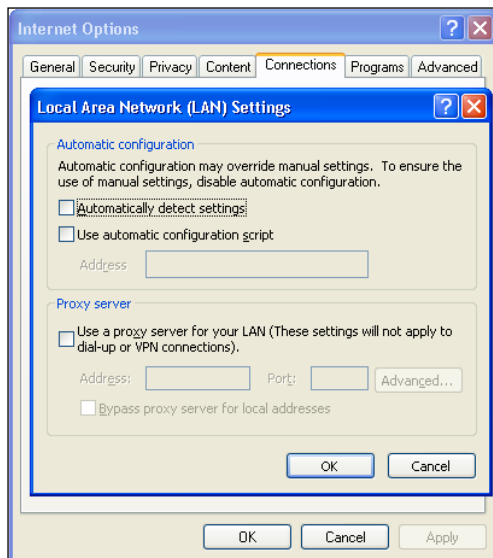 Internet Options
General Security Privacy Content Connections Programs Advanced
Local Area Network (LAN) Settings
Automatic configuration
Automatic configuration may override manual settings. To ensure the
use of manual settings, disable automatic configuration.
Automatically detect settings
Use automatic configuration script
Address
Proxy server
Use a proxy server for your LAN (These settings will not apply to
dial-up or VPN connections).
Address: Port: Advanced...
Bypass proxy server for local addresses
OK Cancel
OK Cancel Apply